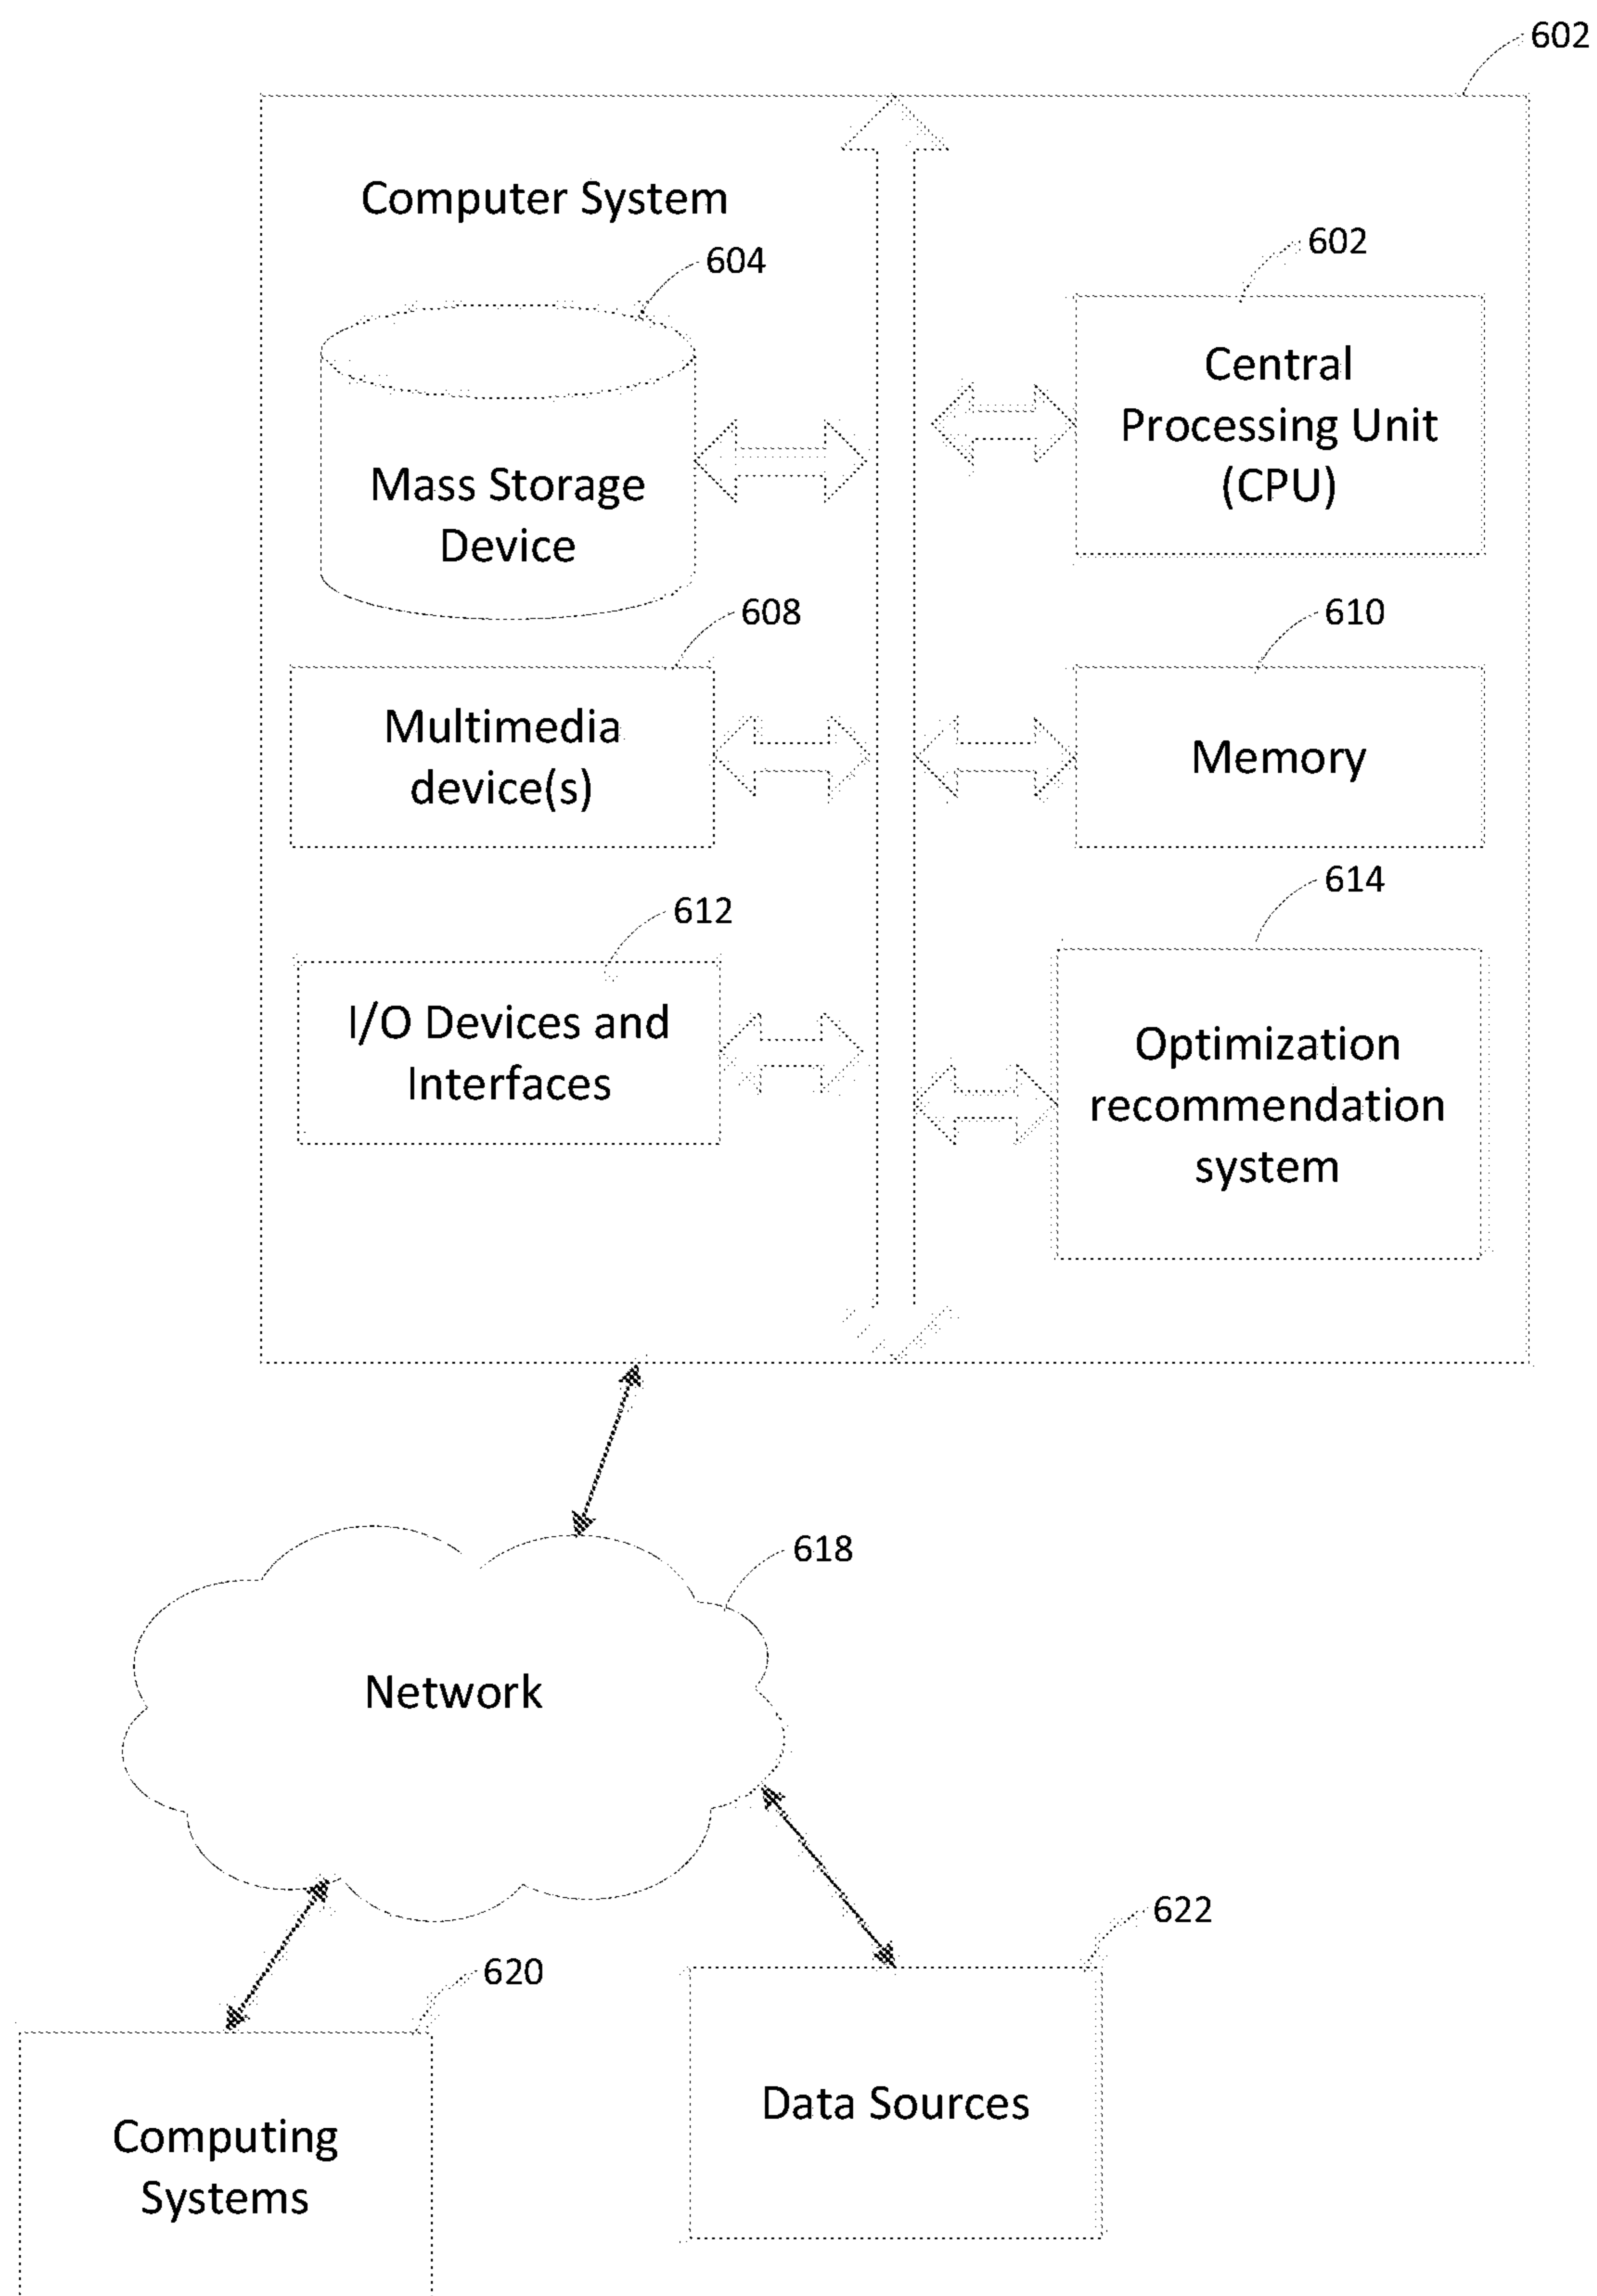 602
Computer System
604
602
Mass Storage
Device
Central
Processing Unit
(CPU)
608
610
Multimedia
device(s)
Memory
612
614
I/O Devices and
Interfaces
Optimization
recommendation
system
618
Network
622
620
Data Sources
Computing
Systems